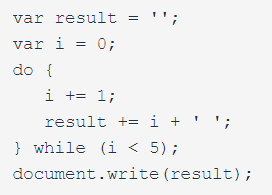 var result = '';
var i = 0;
do {
   i += 1;
   result += i + ' ';
} while (i < 5);
document.write(result);